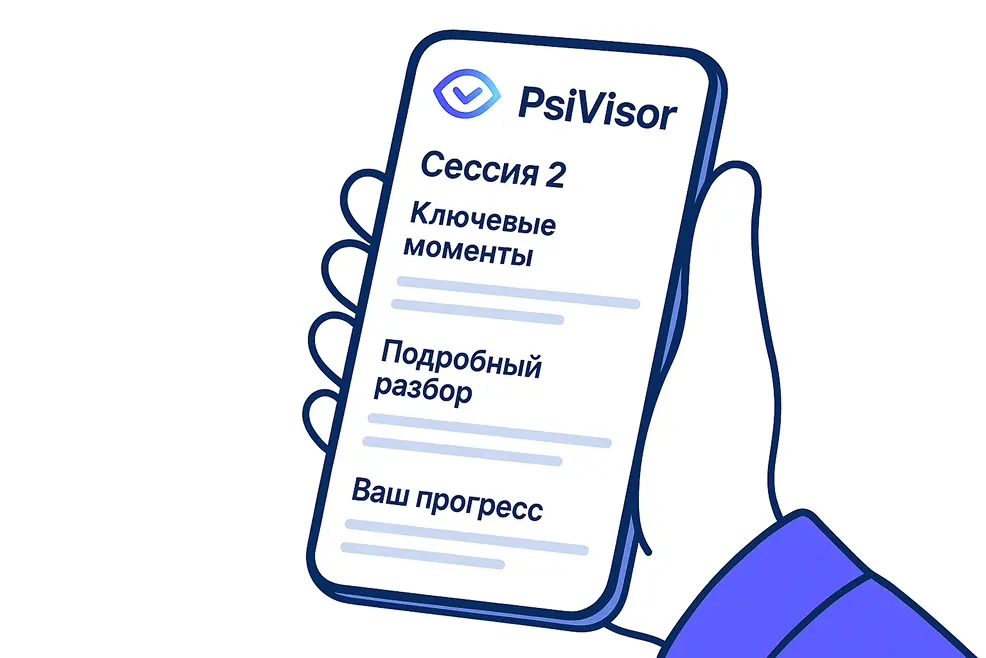 PsiVisor
Сессия 2
Ключевые
моменты
Подробный
разбор
Ваш прогресс